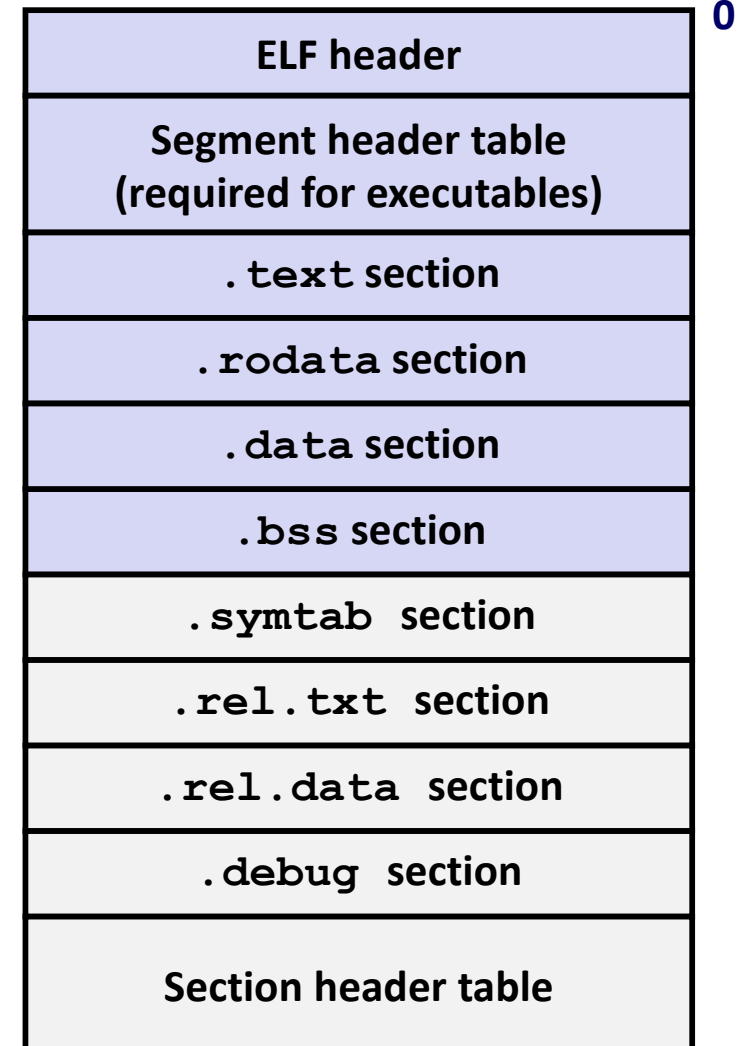 0
ELF header
Segment header table
(required for executables)
.text section
.rodata section
.data section
.bss section
.symtab section
.rel.txt section
.rel.data section
.debug section
Section header table